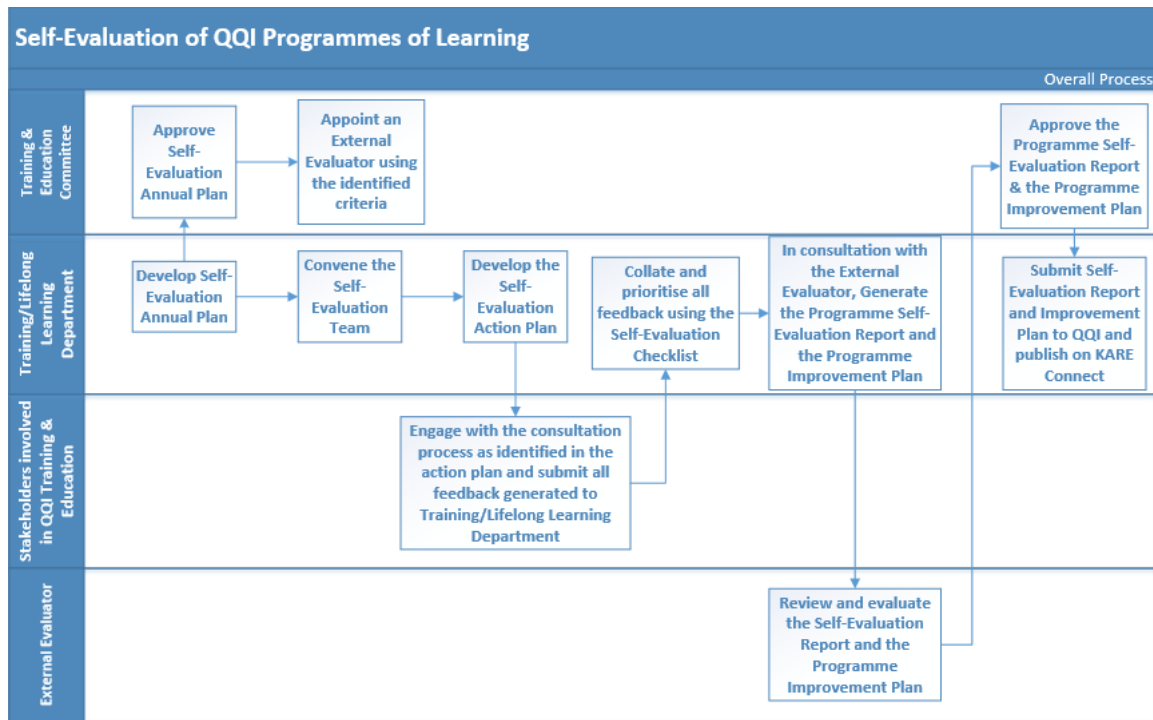 Self-Evaluation of QQI Programmes of Learning
Overall Process
Training &
Education
Committee
Approve
Self-
Evaluation
Annual Plan
Appoint an
External
Evaluator using
the identified
criteria
Approve the
Programme Self-
Evaluation Report
& the Programme
Improvement Plan
Training/Lifelong
Learning
Department
Develop Self-
Evaluation
Annual Plan
Convene the
Self-
Evaluation
Team
Develop the
Self-
Evaluation
Action Plan
Collate and
prioritise all
feedback using the
Self-Evaluation
Checklist
In consultation with
the External
Evaluator, Generate
the Programme Self-
Evaluation Report and
the Programme
Improvement Plan
Submit Self-
Evaluation Report
and Improvement
Plan to QQI and
publish on KARE
Connect
Stakeholders involved
in QQI Training &
Education
Engage with the consultation
process as identified in the
action plan and submit all
feedback generated to
Training/Lifelong Learning
Department
External Evaluator
Review and evaluate
the Self-Evaluation
Report and the
Programme
Improvement Plan